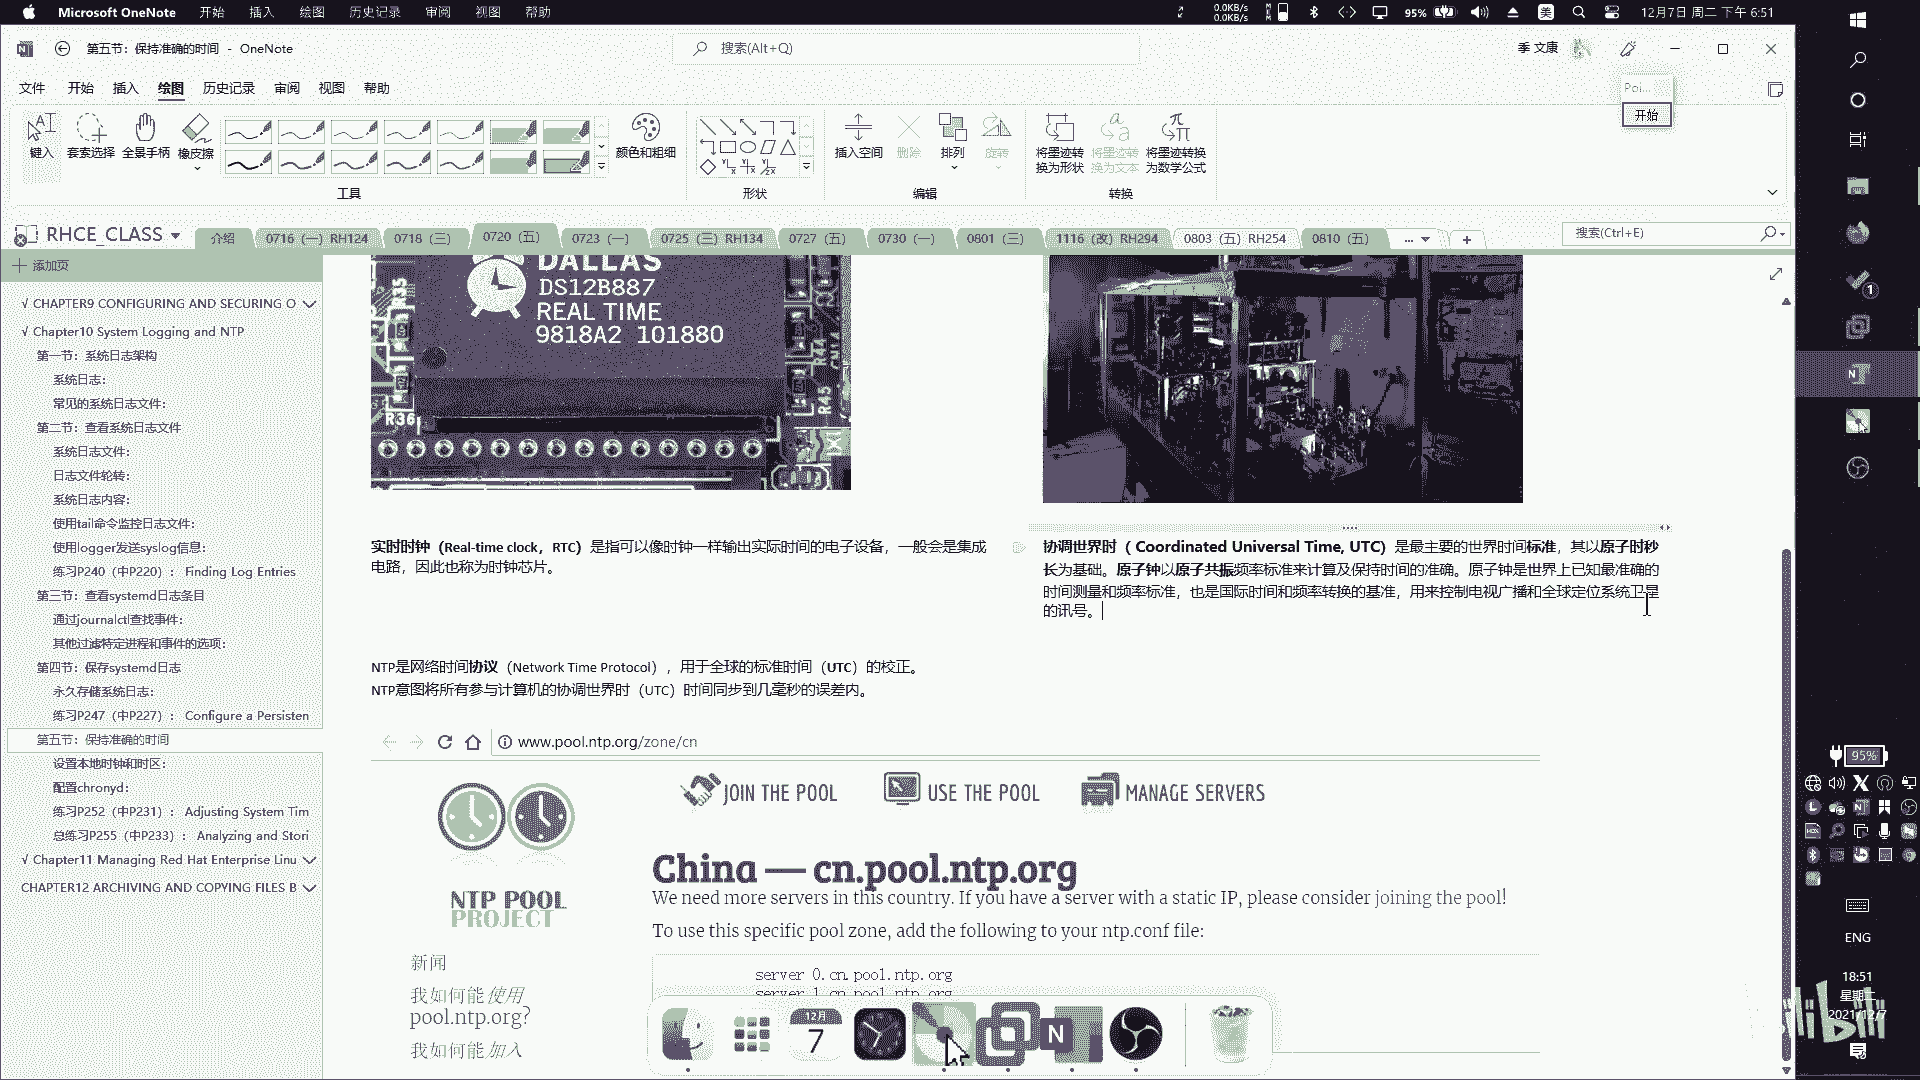 Microsoft OneNote 开始 插入 绘图 历史记录 审阅 视图 帮助
0.0KB/s
0.0KB/s
95%
美
12月7日 周二 下午 6:51
第五节：保持准确的时间 - OneNote
搜索(Alt+Q)
季 文康
文件 开始 插入 绘图 历史记录 审阅 视图 帮助
Poi...
开始
键入 套索选择 全景手柄 橡皮擦
颜色和粗细
插入空间 删除 排列 旋转
将墨迹转换为形状 将墨迹转换为文本 将墨迹转换为数学公式
工具 形状 编辑 转换
RHCE_CLASS
介绍 0716 (一) RH124 0718 (三) 0720 (五) 0723 (一) 0725 (三) RH134 0727 (五) 0730 (一) 0801 (三) 1116 (改) RH294 0803 (五) RH254 0810 (五) ...
搜索(Ctrl+E)
添加页
√ CHAPTER9 CONFIGURING AND SECURING O
√ Chapter10 System Logging and NTP
第一节：系统日志架构
系统日志：
常见的系统日志文件：
第二节：查看系统日志文件
系统日志文件：
日志文件轮转：
系统日志内容：
使用tail命令监控日志文件：
使用logger发送syslog信息：
练习P240（中P220）： Finding Log Entries
第三节：查看systemd日志条目
通过journalctl查找事件：
其他过滤特定进程和事件的选项：
第四节：保存systemd日志
永久存储系统日志：
练习P247（中P227）： Configure a Persisten
第五节：保持准确的时间
设置本地时钟和时区：
配置chronyd：
练习P252（中P231）： Adjusting System Tim
总练习P255（中P233）： Analyzing and Stori
√ Chapter11 Managing Red Hat Enterprise Linu
CHAPTER12 ARCHIVING AND COPYING FILES B
DALLAS
DS12B887
REAL TIME
9818A2 101880
R35
R36
R44
R45
实时时钟（Real-time clock，RTC）是指可以像时钟一样输出实际时间的电子设备，一般会是集成
电路，因此也称为时钟芯片。
协调世界时（ Coordinated Universal Time, UTC）是最主要的世界时间标准，其以原子时秒
长为基础。原子钟以原子共振频率标准来计算及保持时间的准确。原子钟是世界上已知最准确的
时间测量和频率标准，也是国际时间和频率转换的基准，用来控制电视广播和全球定位系统卫星
的讯号。
NTP是网络时间协议（Network Time Protocol），用于全球的标准时间（UTC）的校正。
NTP意图将所有参与计算机的协调世界时（UTC）时间同步到几毫秒的误差内。
www.pool.ntp.org/zone/cn
JOIN THE POOL USE THE POOL MANAGE SERVERS
NTP POOL
PROJECT
China — cn.pool.ntp.org
We need more servers in this country. If you have a server with a static IP, please consider joining the pool!
To use this specific pool zone, add the following to your ntp.conf file:
server 0.cn.pool.ntp.org
server 1.cn.pool.ntp.org
新闻
我如何能使用
pool.ntp.org?
我如何能加入
12月
7
N
1
95%
ENG
18:51
星期二
2021/12/7